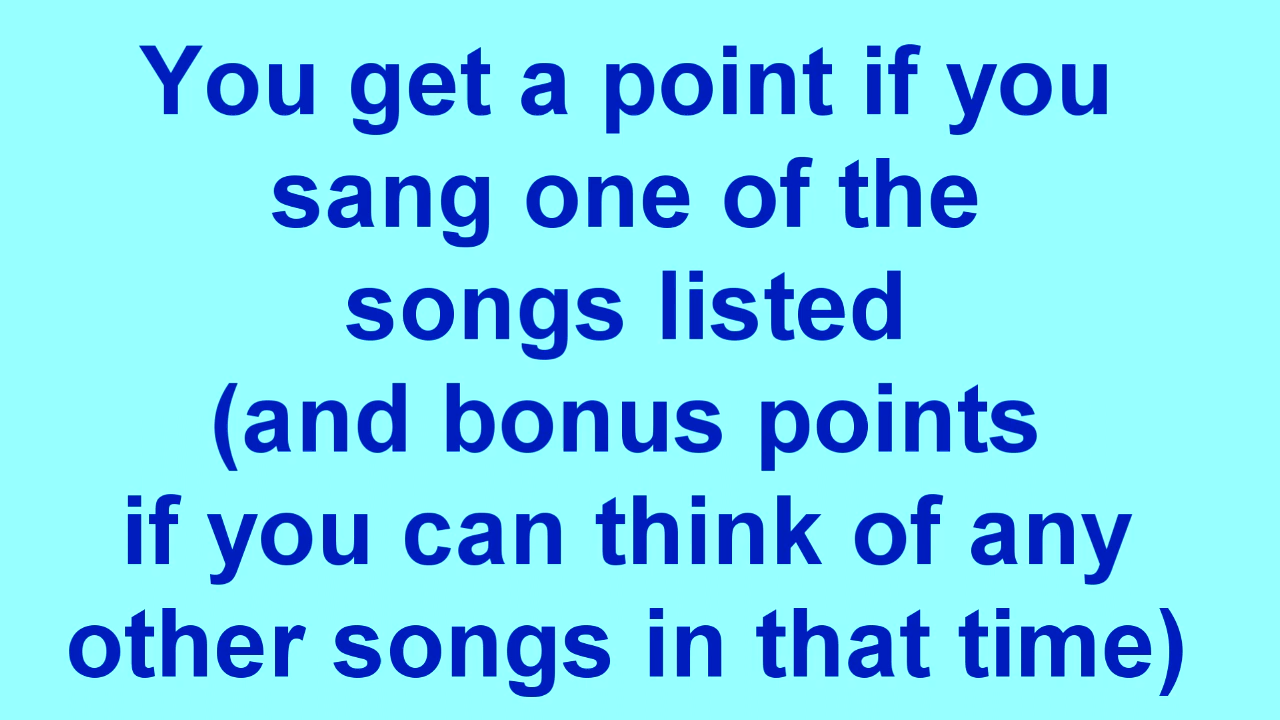 You get a point if you
sang one of the
songs listed
(and bonus points
if you can think of any
other songs in that time)